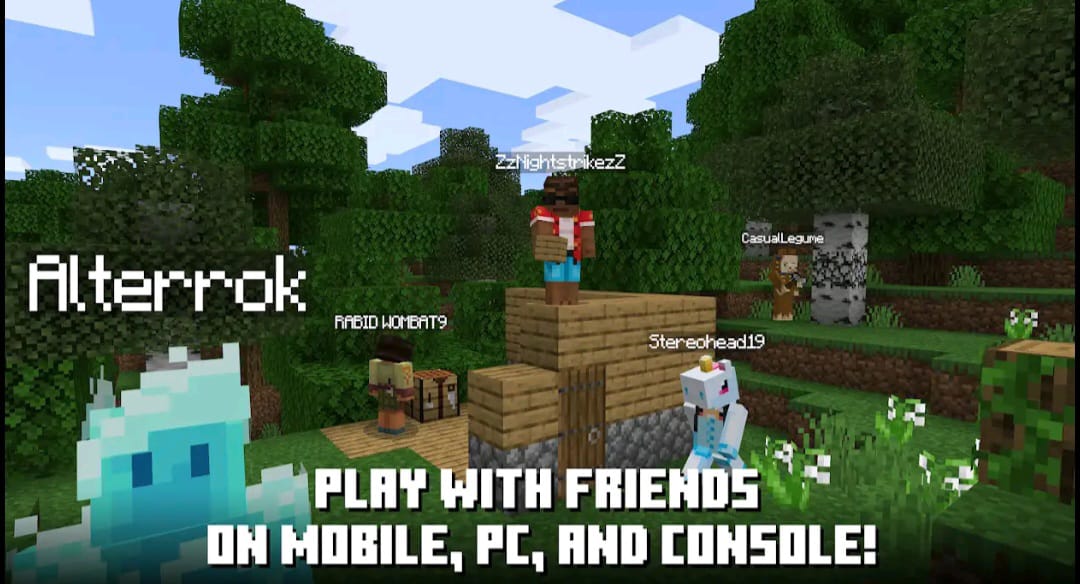 ZzNightstrikezZ
CasualLegume
Alterrok
RABID WOMBAT9
Stereohead19
PLAY WITH FRIENDS
ON MOBILE, PC, AND CONSOLE!